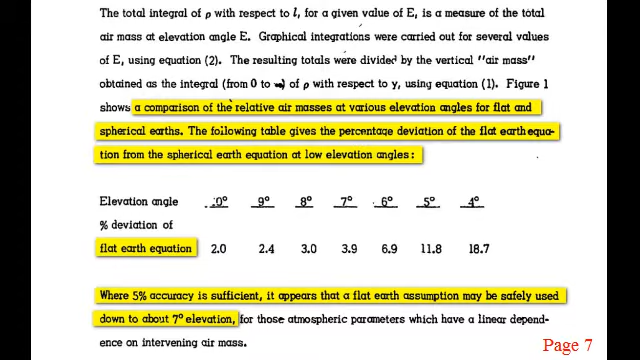 The total integral of ρ with respect to l, for a given value of E, is a measure of the total
air mass at elevation angle E. Graphical integrations were carried out for several values
of E, using equation (2). The resulting totals were divided by the vertical "air mass"
obtained as the integral (from 0 to ∞) of ρ with respect to y, using equation (1). Figure 1
shows a comparison of the relative air masses at various elevation angles for flat and
spherical earths. The following table gives the percentage deviation of the flat earth equa-
tion from the spherical earth equation at low elevation angles:
Elevation angle 10° 9° 8° 7° 6° 5° 4°
% deviation of
flat earth equation 2.0 2.4 3.0 3.9 6.9 11.8 18.7
Where 5% accuracy is sufficient, it appears that a flat earth assumption may be safely used
down to about 7° elevation, for those atmospheric parameters which have a linear depend-
ence on intervening air mass.
Page 7